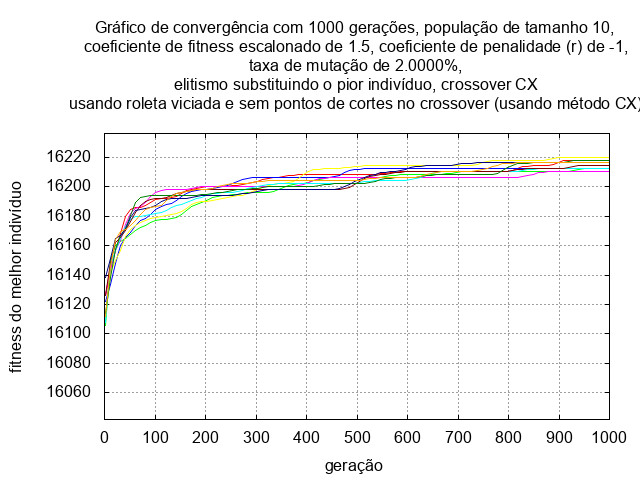 Gráfico de convergência com 1000 gerações, população de tamanho 10,
coeficiente de fitness escalonado de 1.5, coeficiente de penalidade (r) de -1,
taxa de mutação de 2.0000%,
elitismo substituindo o pior indivíduo, crossover CX
usando roleta viciada e sem pontos de cortes no crossover (usando método CX)
16220
16200
16180
16160
16140
16120
16100
16080
16060
fitness do melhor indivíduo
0 100 200 300 400 500 600 700 800 900 1000
geração